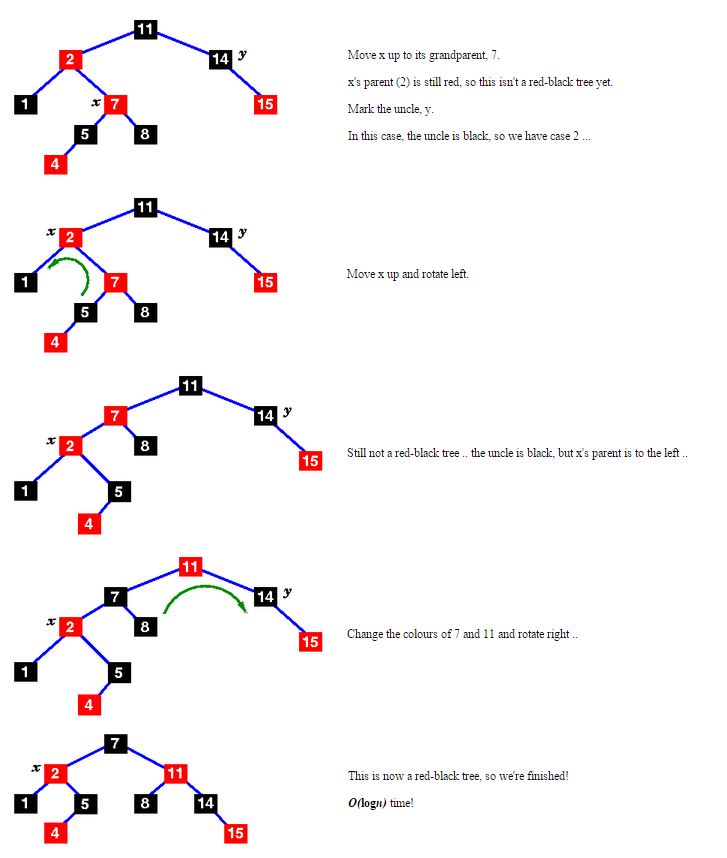 11
2
14 y
Move x up to its grandparent, 7.
x's parent (2) is still red, so this isn't a red-black tree yet.
1
x 7
15
Mark the uncle, y.
5
8
In this case, the uncle is black, so we have case 2 ...
4
11
x 2
14 y
1
7
15
Move x up and rotate left.
5
8
4
11
7
14 y
x 2
8
15
Still not a red-black tree .. the uncle is black, but x's parent is to the left ..
1
5
4
11
7
14 y
x 2
8
15
Change the colours of 7 and 11 and rotate right ..
1
5
4
7
x 2
11
This is now a red-black tree, so we're finished!
1
5
8
14
O(logn) time!
4
15